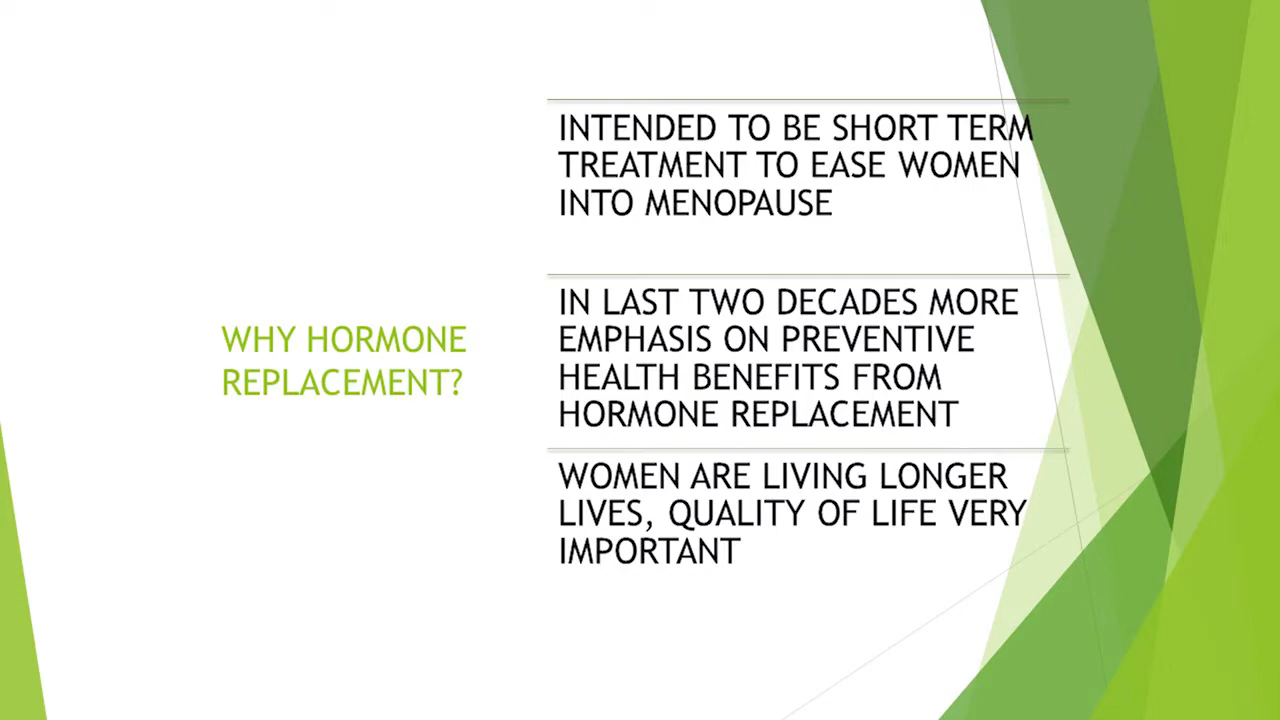 WHY HORMONE
REPLACEMENT?
INTENDED TO BE SHORT TERM
TREATMENT TO EASE WOMEN
INTO MENOPAUSE
IN LAST TWO DECADES MORE
EMPHASIS ON PREVENTIVE
HEALTH BENEFITS FROM
HORMONE REPLACEMENT
WOMEN ARE LIVING LONGER
LIVES, QUALITY OF LIFE VERY
IMPORTANT